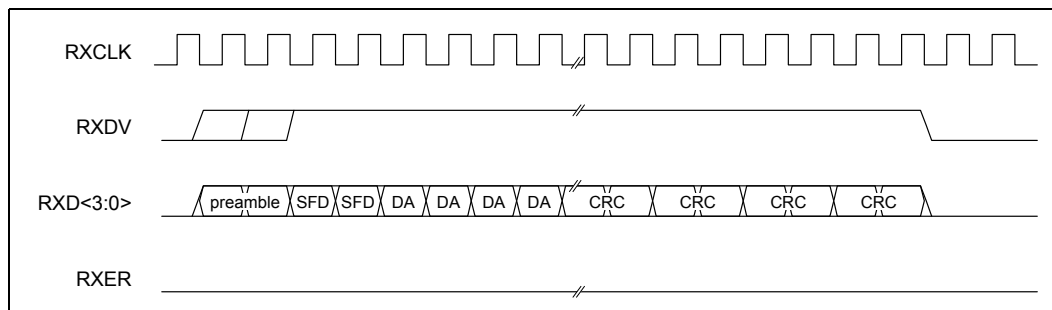 RXCLK
RXDV
RXD<3:0>
preamble SFD SFD DA DA DA DA CRC CRC CRC CRC
RXER